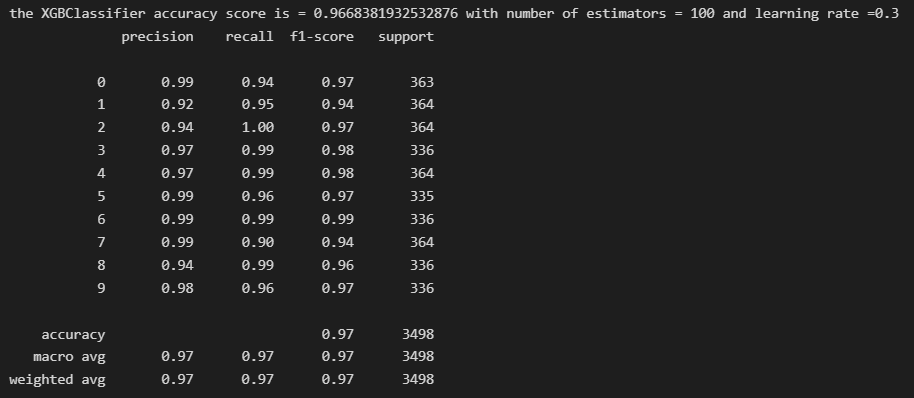 the XGBClassifier accuracy score is = 0.9668381932532876 with number of estimators = 100 and learning rate =0.3
precision recall f1-score support
0 0.99 0.94 0.97 363
1 0.92 0.95 0.94 364
2 0.94 1.00 0.97 364
3 0.97 0.99 0.98 336
4 0.97 0.99 0.98 364
5 0.99 0.96 0.97 335
6 0.99 0.99 0.99 336
7 0.99 0.90 0.94 364
8 0.94 0.99 0.96 336
9 0.98 0.96 0.97 336
accuracy 0.97 3498
macro avg 0.97 0.97 0.97 3498
weighted avg 0.97 0.97 0.97 3498